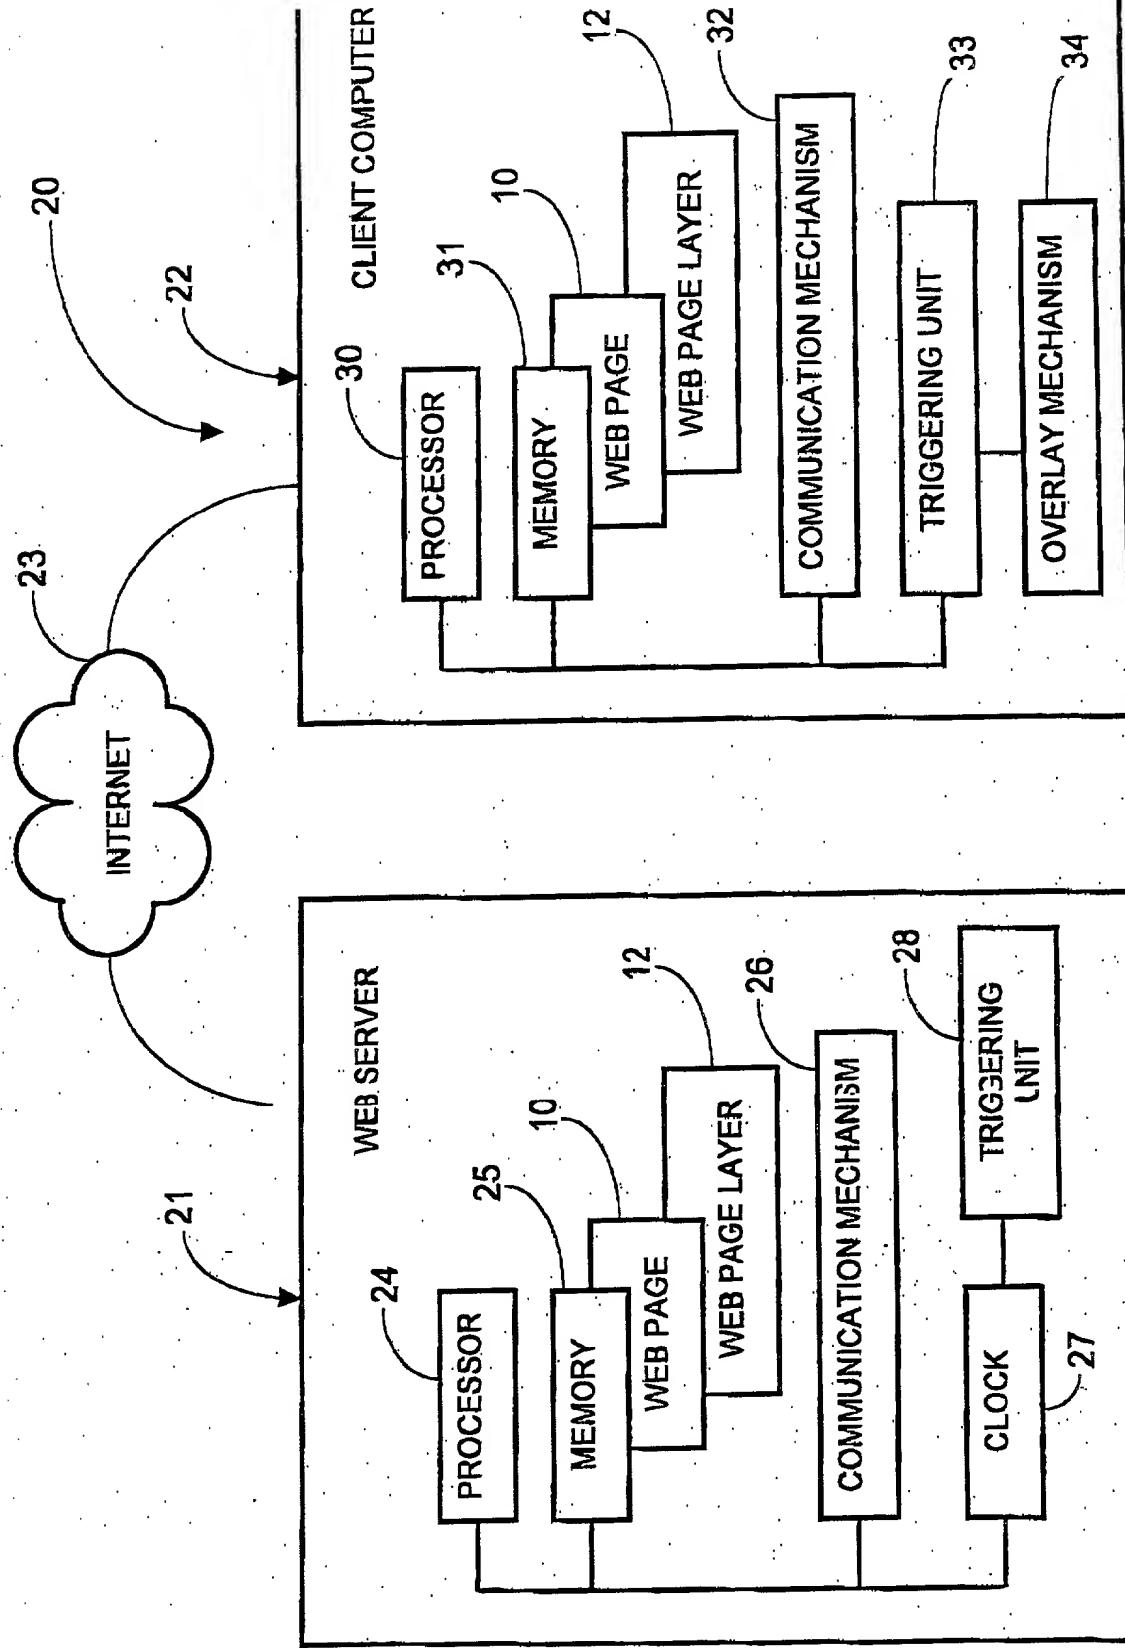 20
23
INTERNET
21
22
WEB SERVER
24
PROCESSOR
25
MEMORY
10
WEB PAGE
12
WEB PAGE LAYER
26
COMMUNICATION MECHANISM
27
CLOCK
28
TRIGGERING
UNIT
CLIENT COMPUTER
30
PROCESSOR
31
MEMORY
10
WEB PAGE
12
WEB PAGE LAYER
32
COMMUNICATION MECHANISM
33
TRIGGERING UNIT
34
OVERLAY MECHANISM